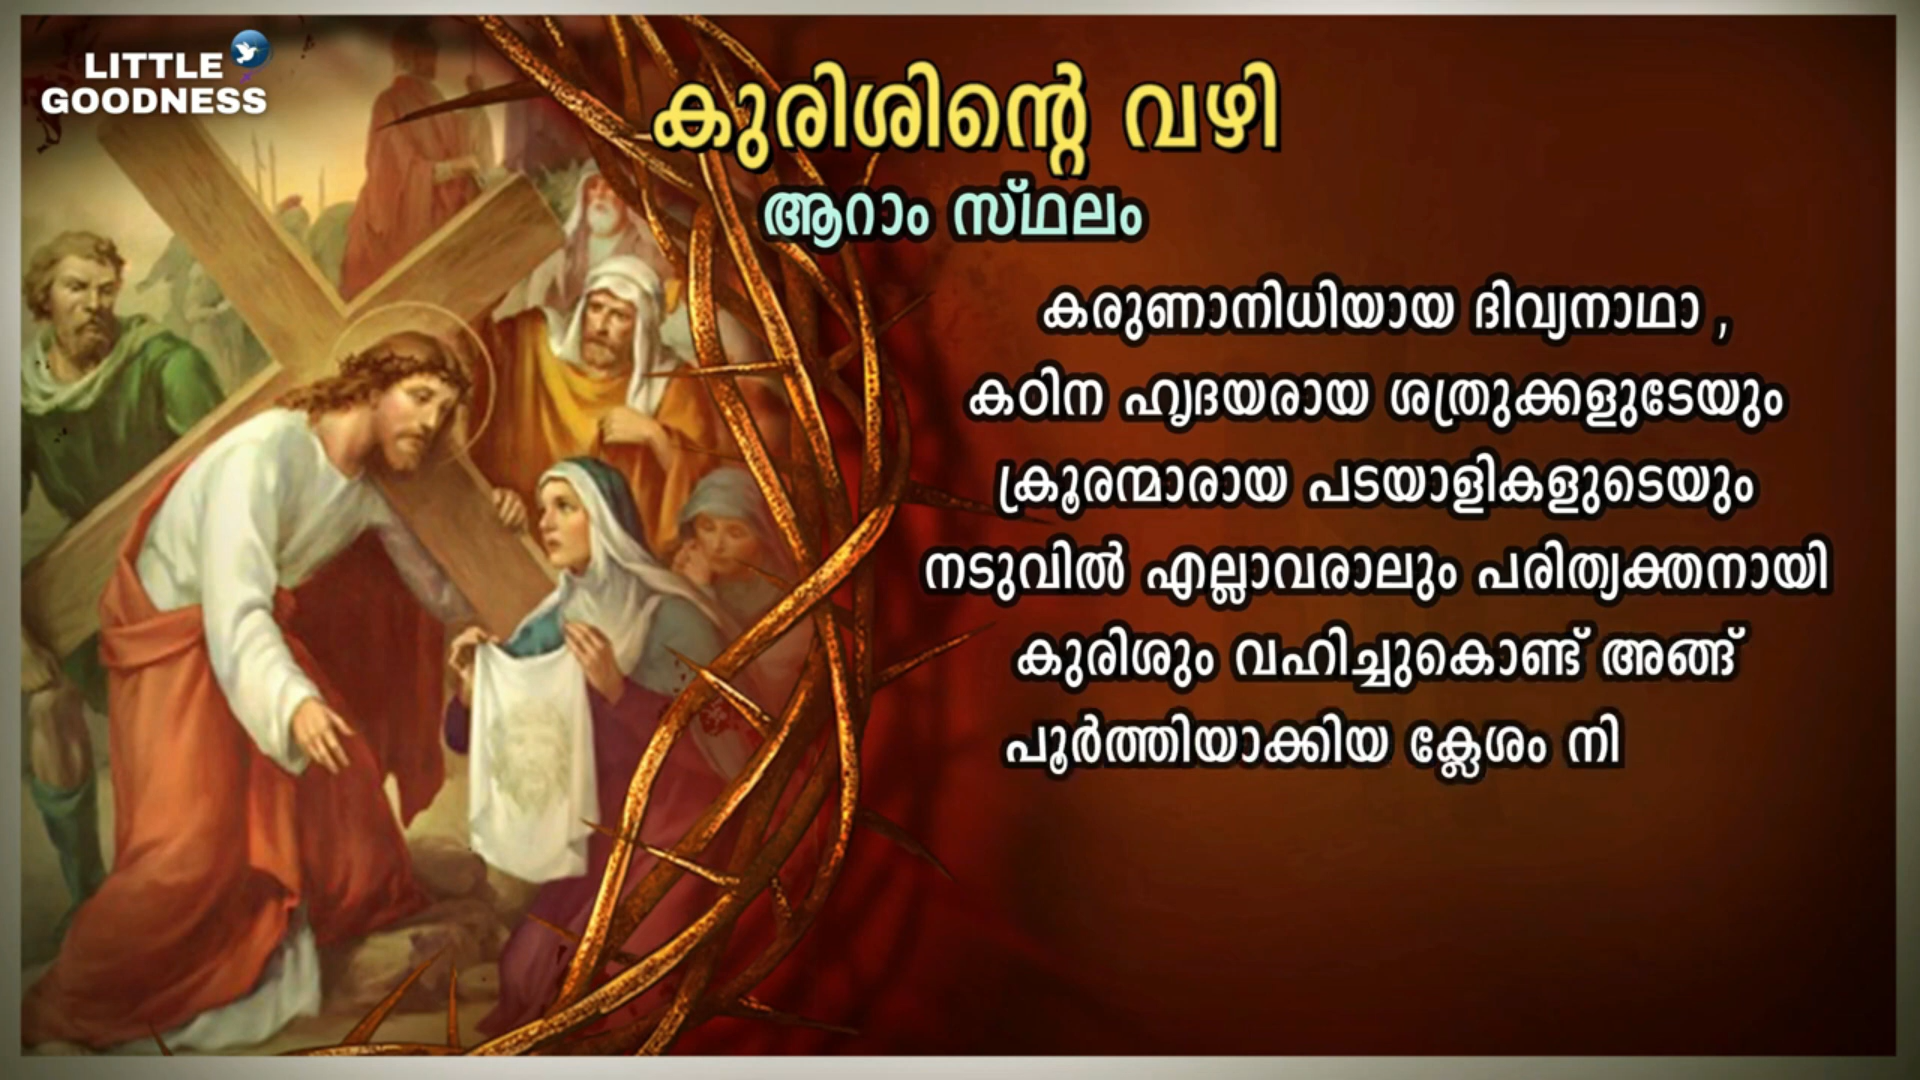 LITTLE
GOODNESS
കുരിശിന്റെ വഴി
ആറാം സ്ഥലം
കരുണാനിധിയായ ദിവ്യനാഥാ ,
കഠിന ഹൃദയരായ ശത്രുക്കളുടേയും
ക്രൂരന്മാരായ പടയാളികളുടെയും
നടുവിൽ എല്ലാവരാലും പരിത്യക്തനായി
കുരിശും വഹിച്ചുകൊണ്ട് അങ്ങ്
പൂർത്തിയാക്കിയ ക്ലേശം നി